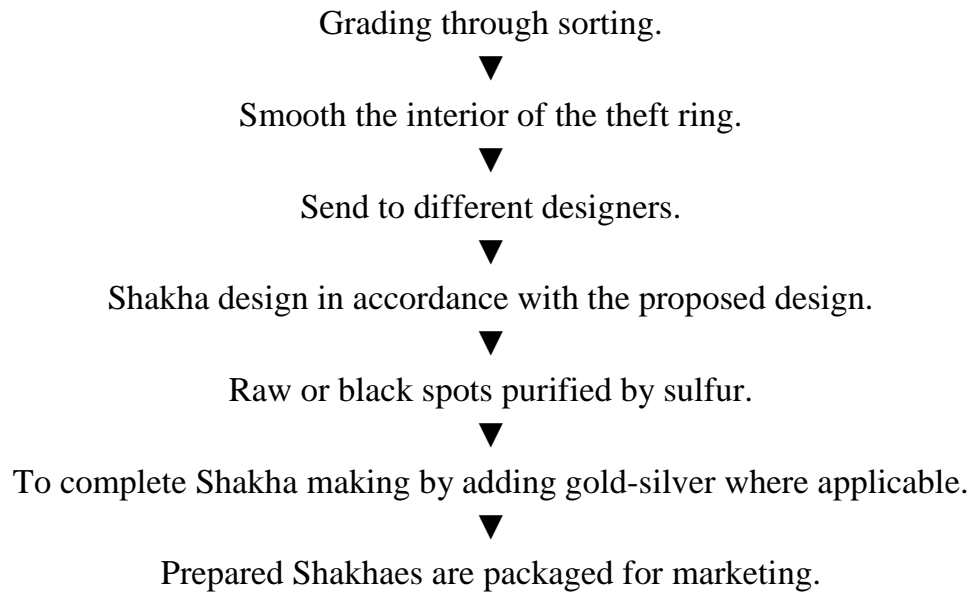 Grading through sorting.
▼
Smooth the interior of the theft ring.
▼
Send to different designers.
▼
Shakha design in accordance with the proposed design.
▼
Raw or black spots purified by sulfur.
▼
To complete Shakha making by adding gold-silver where applicable.
▼
Prepared Shakhaes are packaged for marketing.